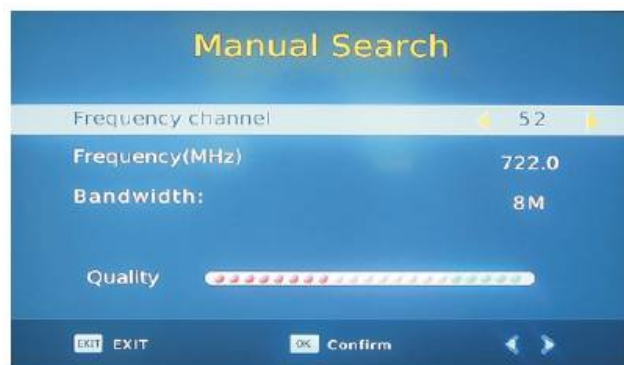 Manual Search
Frequency channel 52
Frequency(MHz) 722.0
Bandwidth: 8M
Quality
EXIT EXIT OK Confirm